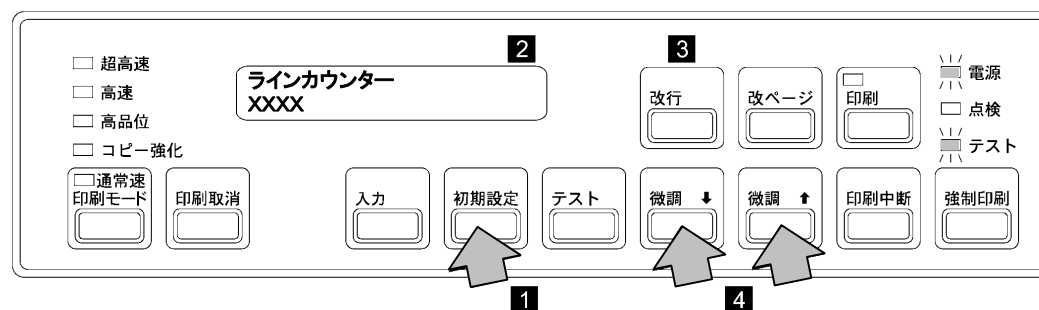 超高速
高速
高品位
コピー強化
2
ラインカウンター
XXXX
3
改行
改ページ
印刷
電源
点検
テスト
通常速
印刷モード
印刷取消
入力
初期設定
テスト
微調 ⬇
微調 ⬆
印刷中断
強制印刷
1
4